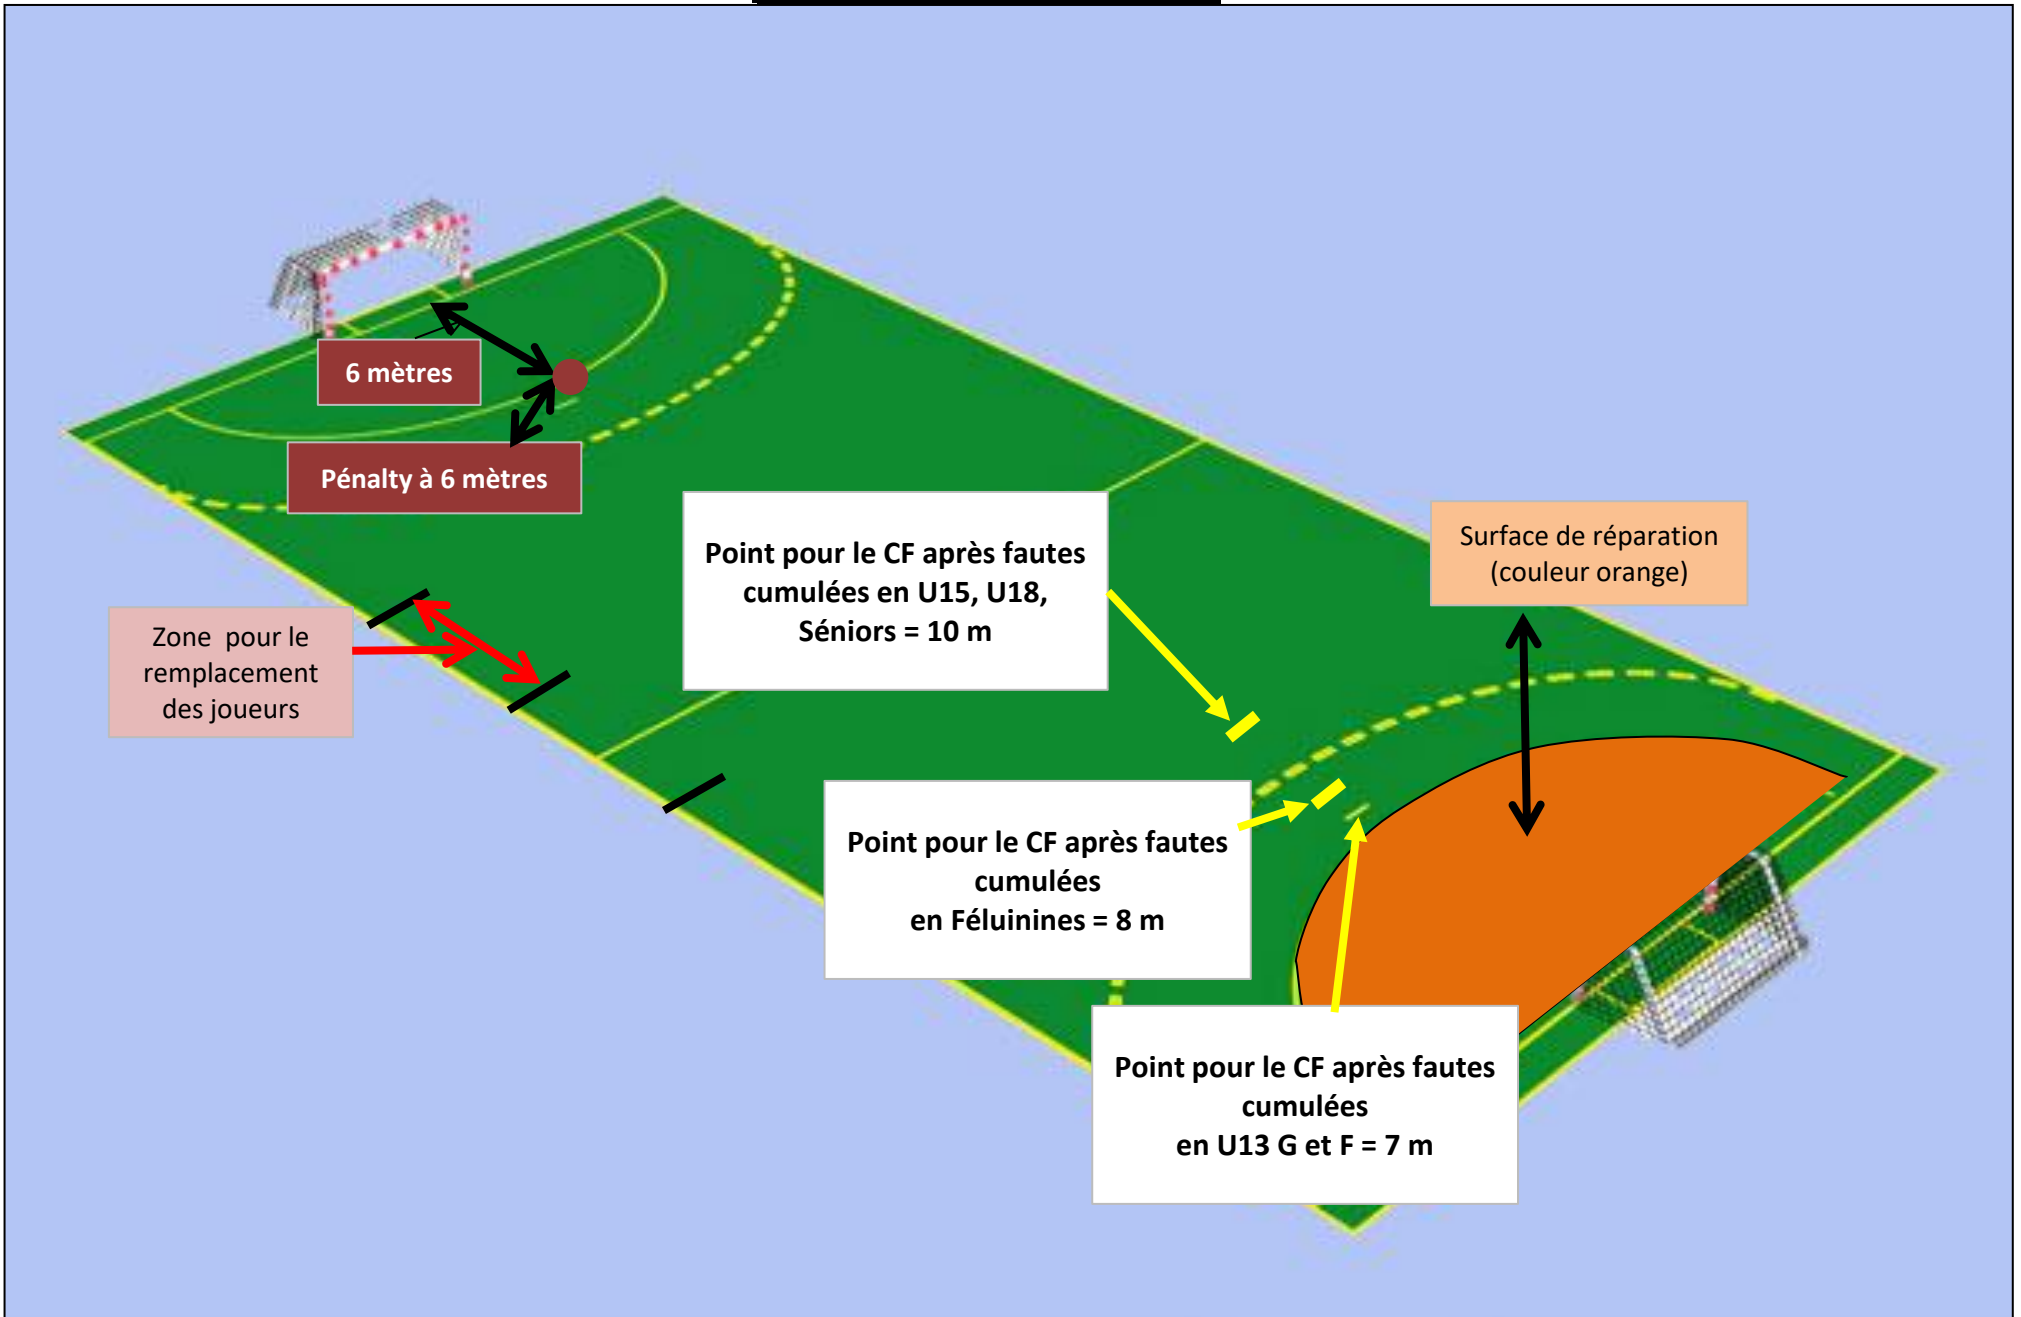 6 mètres
Pénalty à 6 mètres
Point pour le CF après fautes
cumulées en U15, U18,
Séniors = 10 m
Surface de réparation
(couleur orange)
Zone  pour le
remplacement
des joueurs
Point pour le CF après fautes
cumulées
en Féluinines = 8 m
Point pour le CF après fautes
cumulées
en U13 G et F = 7 m